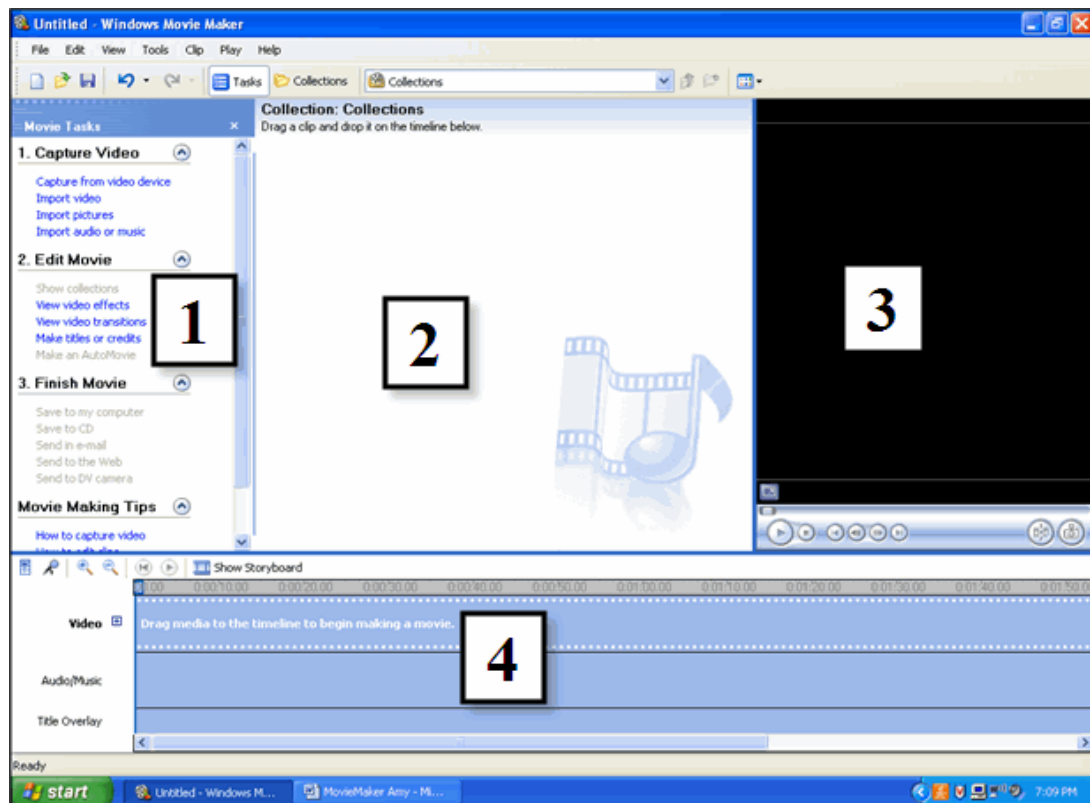 Untitled - Windows Movie Maker
File Edit View Tools Clip Play Help
Tasks Collections Collections
Movie Tasks
Collection: Collections
Drag a clip and drop it on the timeline below.
1. Capture Video
Capture from video device
Import video
Import pictures
Import audio or music
2. Edit Movie
Show collections
View video effects
View video transitions
Make titles or credits
Make an AutoMovie
3. Finish Movie
Save to my computer
Save to CD
Send in e-mail
Send to the Web
Send to DV camera
Movie Making Tips
How to capture video
1
2
3
Show Storyboard
0:00:10.00 0:00:20.00 0:00:30.00 0:00:40.00 0:00:50.00 0:01:00.00 0:01:10.00 0:01:20.00 0:01:30.00 0:01:40.00
Video Drag media to the timeline to begin making a movie.
4
Audio/Music
Title Overlay
Ready
start Untitled - Windows M... MovieMaker Amy - Mi... 7:09 PM